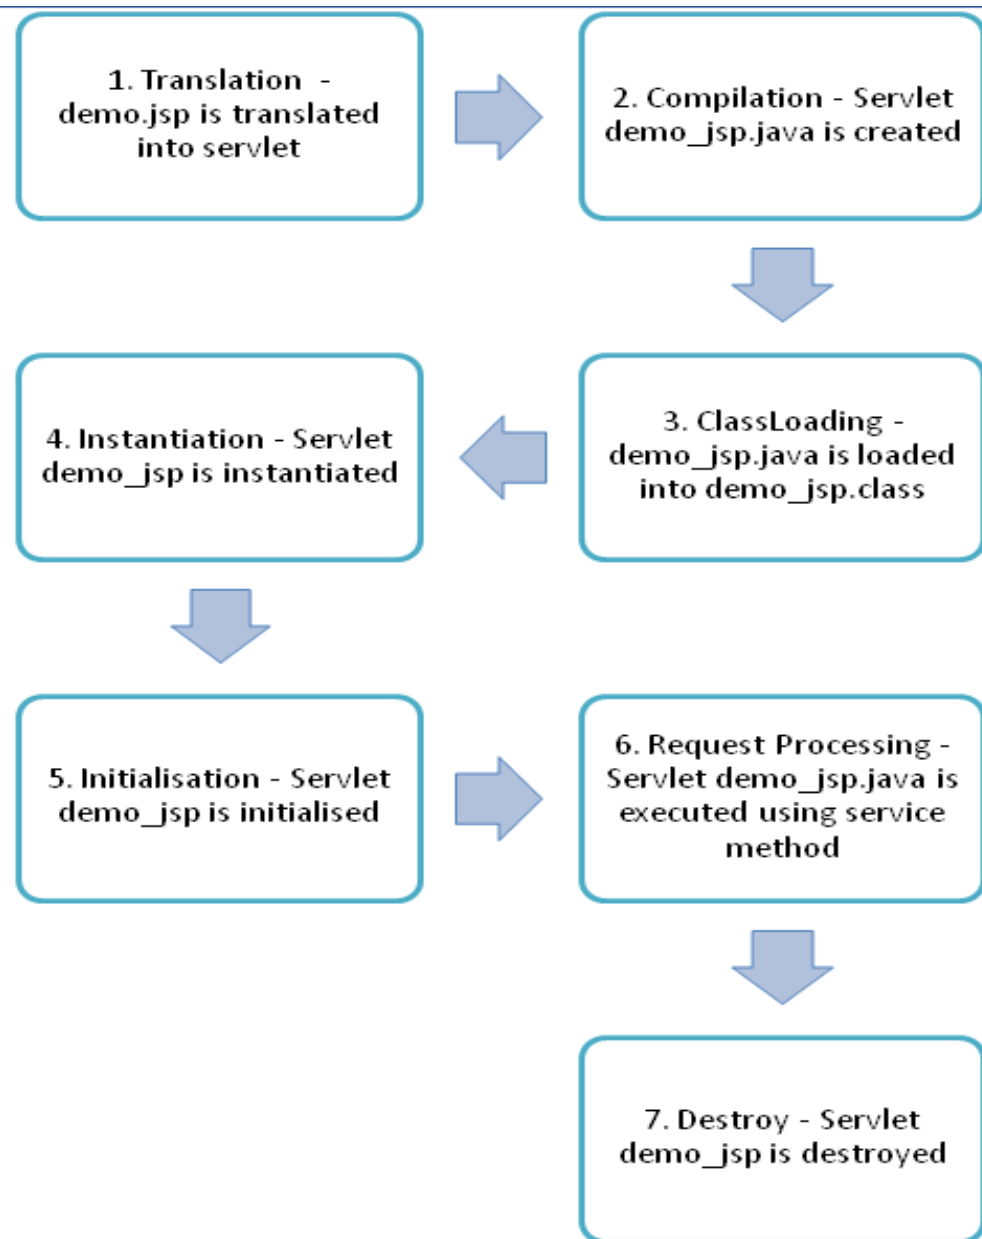 1. Translation -
demo.jsp is translated
into servlet
2. Compilation - Servlet
demo_jsp.java is created
3. ClassLoading -
demo_jsp.java is loaded
into demo_jsp.class
4. Instantiation - Servlet
demo_jsp is instantiated
5. Initialisation - Servlet
demo_jsp is initialised
6. Request Processing -
Servlet demo_jsp.java is
executed using service
method
7. Destroy - Servlet
demo_jsp is destroyed